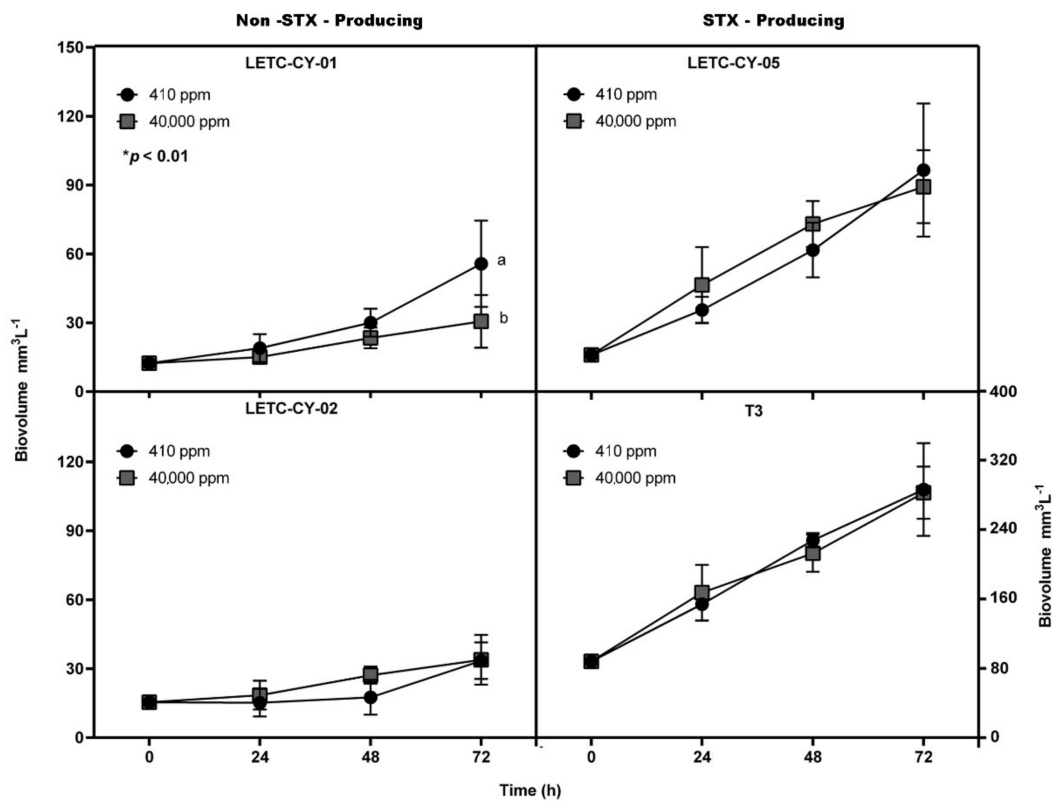 Non -STX - Producing
STX - Producing
LETC-CY-01
410 ppm
40,000 ppm
*p < 0.01
a
b
150
120
90
60
30
0
LETC-CY-05
410 ppm
40,000 ppm
LETC-CY-02
410 ppm
40,000 ppm
120
90
60
30
0
T3
410 ppm
40,000 ppm
400
320
240
160
80
0
Biovolume mm³L⁻¹
Biovolume mm³L⁻¹
0 24 48 72
0 24 48 72
Time (h)